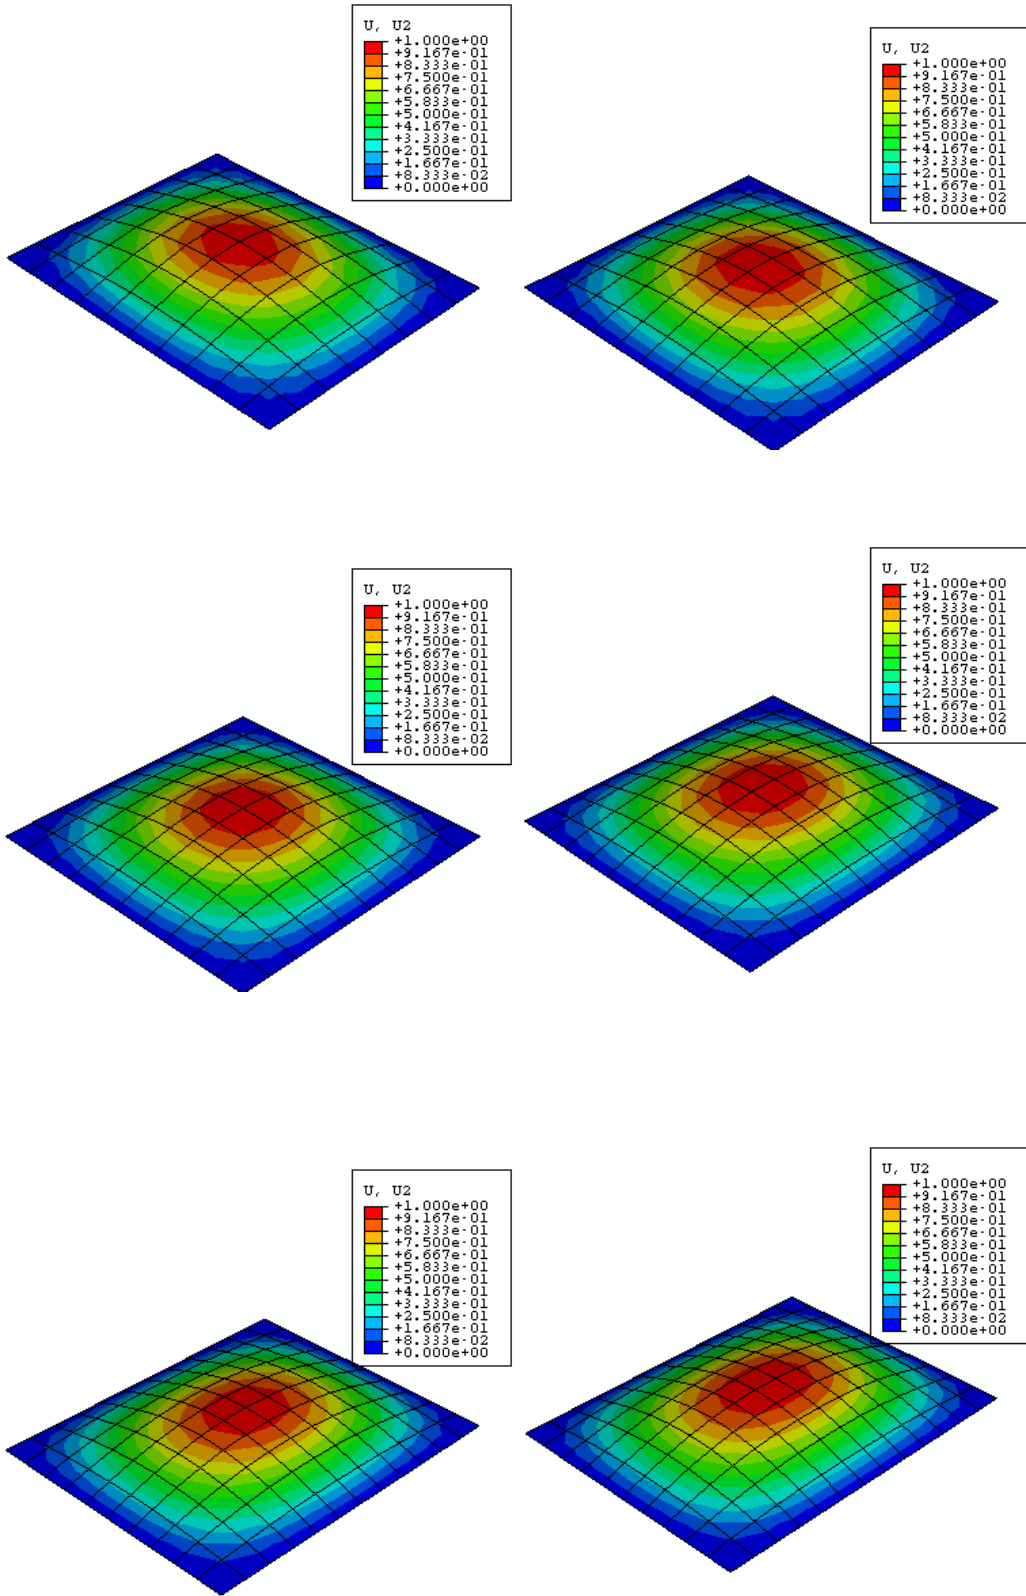 U, U2
+1.000e+00
+9.167e-01
+8.333e-01
+7.500e-01
+6.667e-01
+5.833e-01
+5.000e-01
+4.167e-01
+3.333e-01
+2.500e-01
+1.667e-01
+8.333e-02
+0.000e+00
U, U2
+1.000e+00
+9.167e-01
+8.333e-01
+7.500e-01
+6.667e-01
+5.833e-01
+5.000e-01
+4.167e-01
+3.333e-01
+2.500e-01
+1.667e-01
+8.333e-02
+0.000e+00
U, U2
+1.000e+00
+9.167e-01
+8.333e-01
+7.500e-01
+6.667e-01
+5.833e-01
+5.000e-01
+4.167e-01
+3.333e-01
+2.500e-01
+1.667e-01
+8.333e-02
+0.000e+00
U, U2
+1.000e+00
+9.167e-01
+8.333e-01
+7.500e-01
+6.667e-01
+5.833e-01
+5.000e-01
+4.167e-01
+3.333e-01
+2.500e-01
+1.667e-01
+8.333e-02
+0.000e+00
U, U2
+1.000e+00
+9.167e-01
+8.333e-01
+7.500e-01
+6.667e-01
+5.833e-01
+5.000e-01
+4.167e-01
+3.333e-01
+2.500e-01
+1.667e-01
+8.333e-02
+0.000e+00
U, U2
+1.000e+00
+9.167e-01
+8.333e-01
+7.500e-01
+6.667e-01
+5.833e-01
+5.000e-01
+4.167e-01
+3.333e-01
+2.500e-01
+1.667e-01
+8.333e-02
+0.000e+00